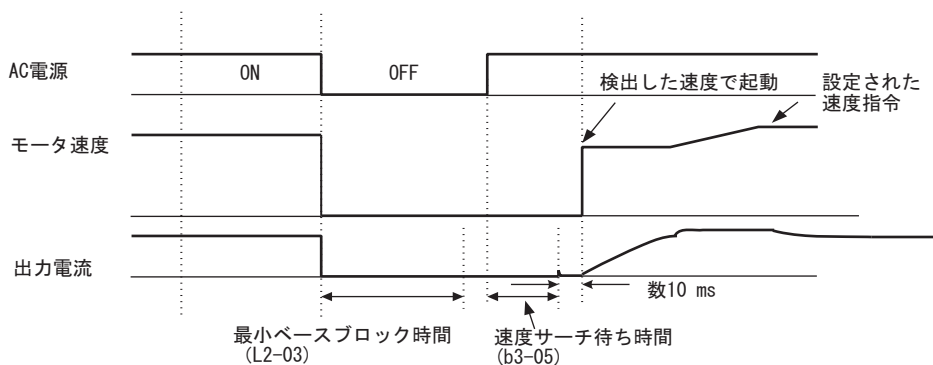 AC電源
ON
OFF
検出した速度で起動
設定された
速度指令
モータ速度
出力電流
数10 ms
最小ベースブロック時間
(L2-03)
速度サーチ待ち時間
(b3-05)